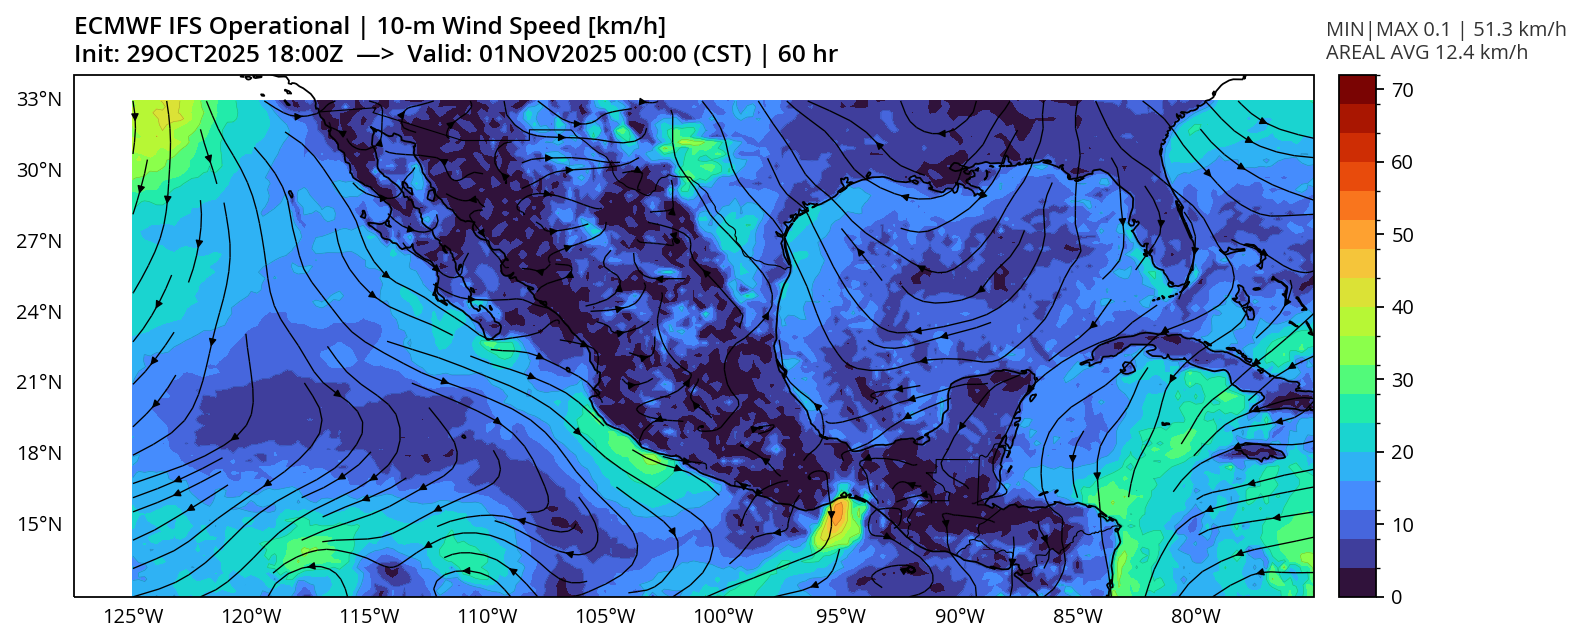 ECMWF IFS Operational | 10-m Wind Speed [km/h]
Init: 29OCT2025 18:00Z —> Valid: 01NOV2025 00:00 (CST) | 60 hr
MIN|MAX 0.1 | 51.3 km/h
AREAL AVG 12.4 km/h
33°N
30°N
27°N
24°N
21°N
18°N
15°N
125°W
120°W
115°W
110°W
105°W
100°W
95°W
90°W
85°W
80°W
70
60
50
40
30
20
10
0